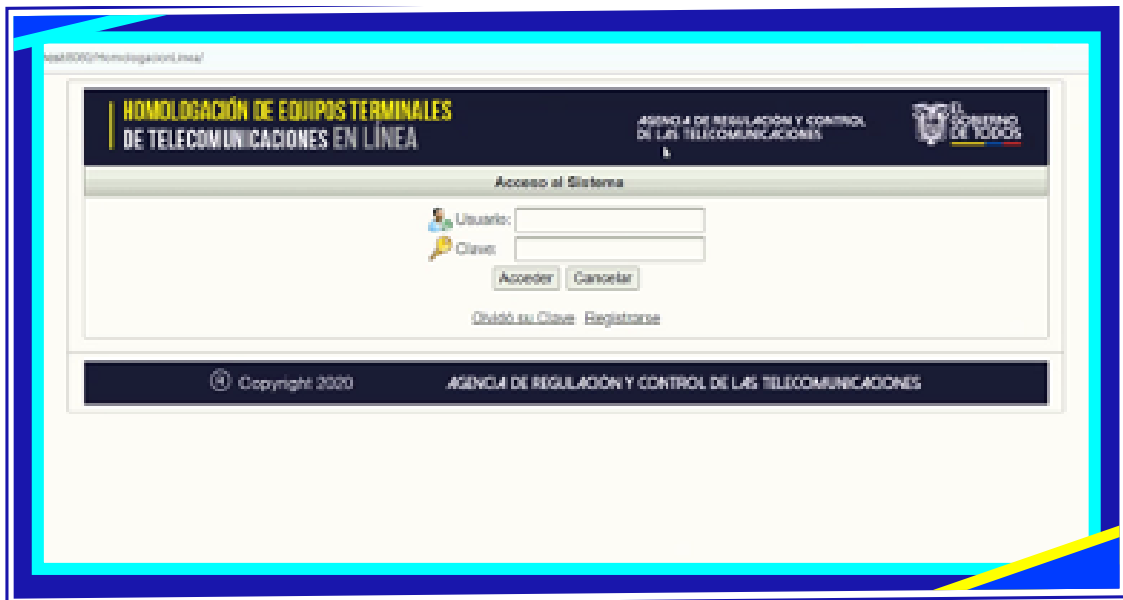 HomologacionLinea/
HOMOLOGACIÓN DE EQUIPOS TERMINALES
DE TELECOMUNICACIONES EN LÍNEA
AGENCIA DE REGULACIÓN Y CONTROL
DE LAS TELECOMUNICACIONES
EL
GOBIERNO
DE TODOS
Acceso al Sistema
Usuario:
Clave:
Acceder Cancelar
Olvidó su Clave Registrarse
Copyright 2020 AGENCIA DE REGULACIÓN Y CONTROL DE LAS TELECOMUNICACIONES